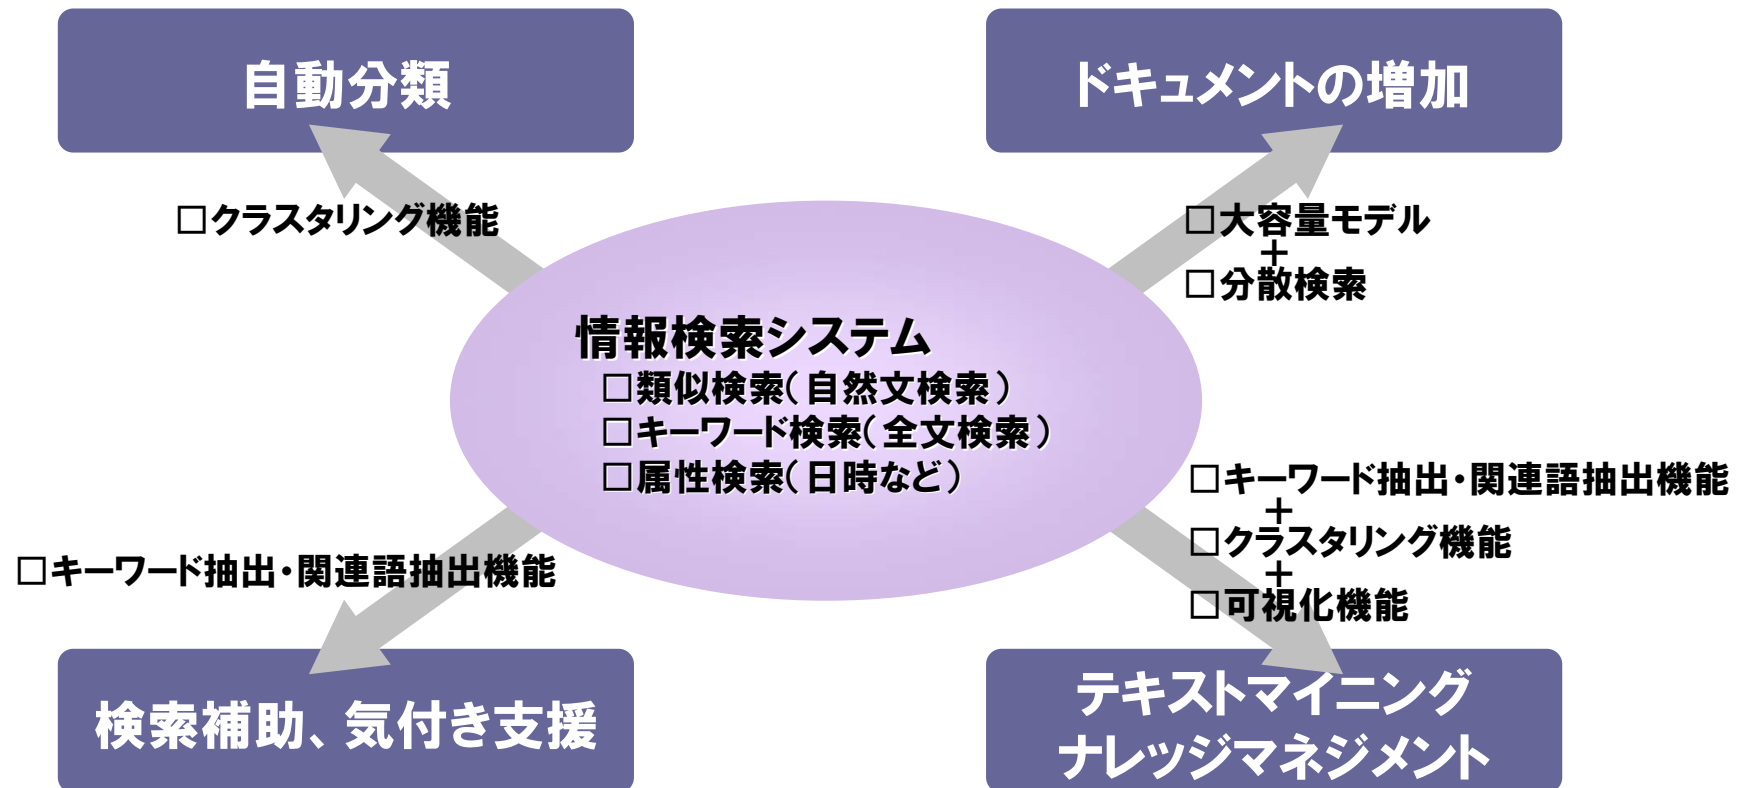 自動分類
ドキュメントの増加
□クラスタリング機能
□大容量モデル
＋
□分散検索
情報検索システム
□類似検索（自然文検索）
□キーワード検索（全文検索）
□属性検索（日時など）
□キーワード抽出・関連語抽出機能
□キーワード抽出・関連語抽出機能
＋
□クラスタリング機能
＋
□可視化機能
検索補助、気付き支援
テキストマイニング
ナレッジマネジメント